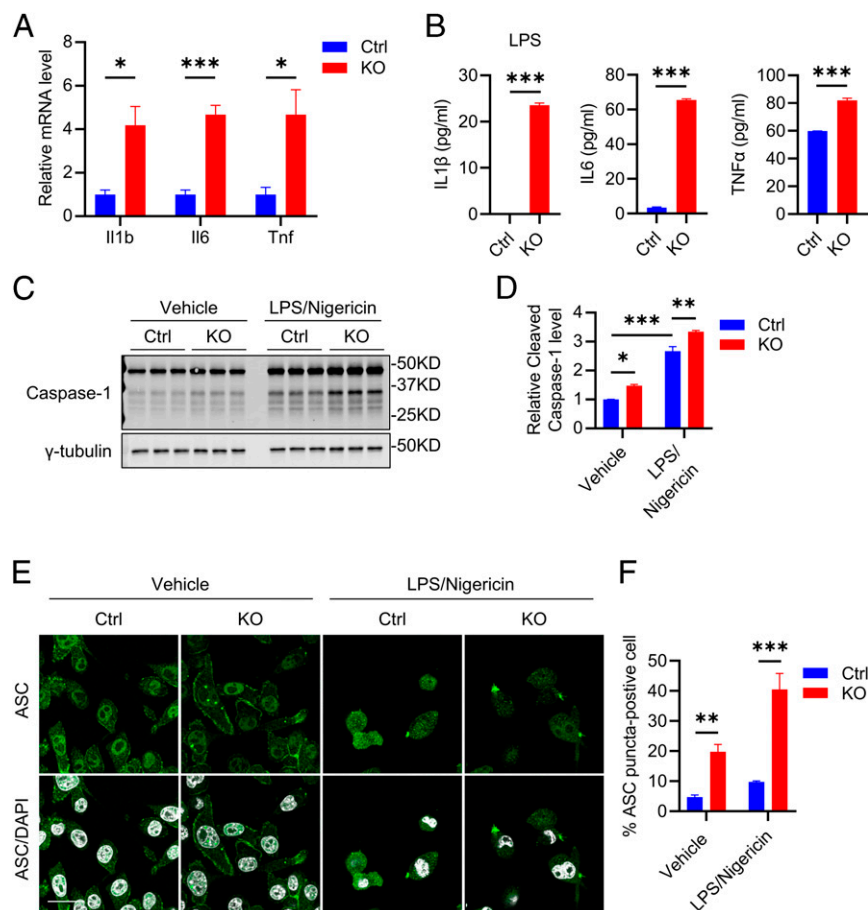 A
Relative mRNA level
8
6
4
2
0
* *** *
Il1b Il6 Tnf
Ctrl
KO
B
LPS
IL1β (pg/ml)
30
20
10
0
***
Ctrl
KO
IL6 (pg/ml)
80
60
40
20
0
***
Ctrl
KO
TNFα (pg/ml)
100
80
60
40
20
0
***
Ctrl
KO
C
Vehicle LPS/Nigericin
Ctrl KO Ctrl KO
Caspase-1
-50KD
-37KD
-25KD
γ-tubulin
-50KD
D
Relative Cleaved
Caspase-1 level
4
3
2
1
0
*
***
**
Vehicle
LPS/
Nigericin
Ctrl
KO
E
Vehicle LPS/Nigericin
Ctrl KO Ctrl KO
ASC
ASC/DAPI
F
% ASC puncta-postive cell
50
40
30
20
10
0
**
***
Vehicle
LPS/Nigericin
Ctrl
KO